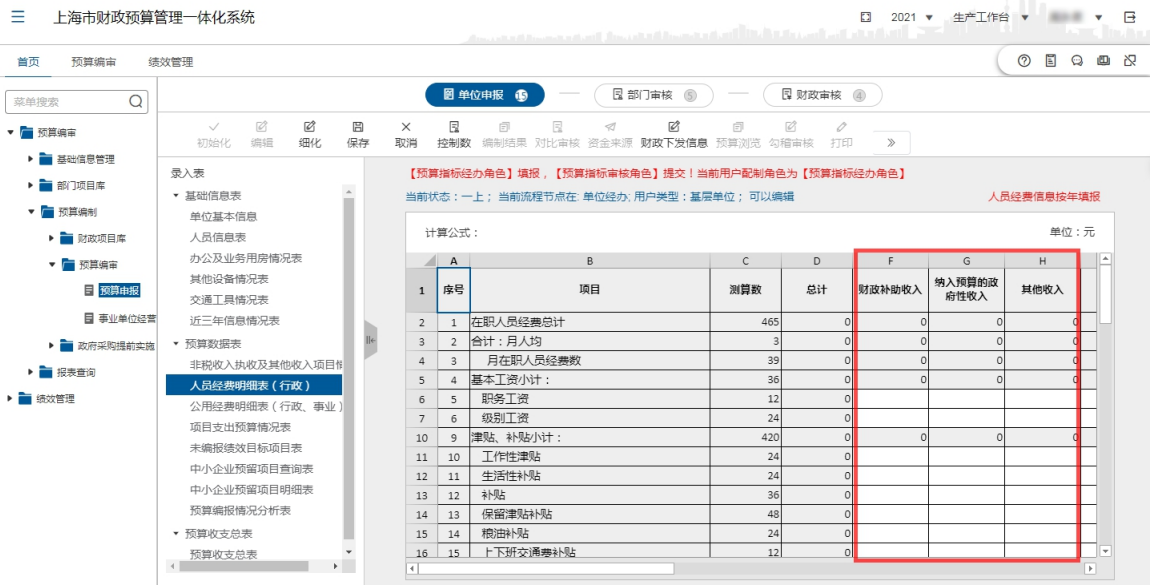 上海市财政预算管理一体化系统
2021 生产工作台
首页 预算编审 绩效管理
菜单搜索
预算编审
基础信息管理
部门项目库
预算编制
财政项目库
预算编审
预算申报
事业单位经营
政府采购提前实施
报表查询
绩效管理
单位申报 15 部门审核 5 财政审核 4
初始化 编辑 细化 保存 取消 控制数 编制结果 对比审核 资金来源 财政下发信息 预算浏览 勾稽审核 打印 »
录入表
基础信息表
单位基本信息
人员信息表
办公及业务用房情况表
其他设备情况表
交通工具情况表
近三年信息情况表
预算数据表
非税收入执收及其他收入项目情
人员经费明细表（行政）
公用经费明细表（行政、事业）
项目支出预算情况表
未编报绩效目标项目表
中小企业预留项目查询表
中小企业预留项目明细表
预算编报情况分析表
预算收支总表
预算收支总表
【预算指标经办角色】填报，【预算指标审核角色】提交！当前用户配制角色为【预算指标经办角色】
当前状态：一上； 当前流程节点在: 单位经办; 用户类型：基层单位； 可以编辑 人员经费信息按年填报
计算公式： 单位：元
A B C D F G H
1 序号 项目 测算数 总计 财政补助收入 纳入预算的政府性收入 其他收入
2 1 在职人员经费总计 465 0 0 0 0
3 2 合计：月人均 3 0 0 0 0
4 3 月在职人员经费数 39 0 0 0 0
5 4 基本工资小计： 36 0 0 0 0
6 5 职务工资 12 0
7 6 级别工资 24 0
10 9 津贴、补贴小计： 420 0 0 0 0
11 10 工作性津贴 24 0
12 11 生活性补贴 24 0
13 12 补贴 36 0
14 13 保留津贴补贴 48 0
15 14 粮油补贴 24 0
16 15 上下班交通费补贴 12 0